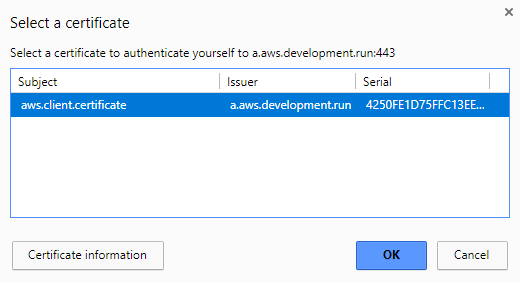 Select a certificate
Select a certificate to authenticate yourself to a.aws.development.run:443
Subject Issuer Serial
aws.client.certificate a.aws.development.run 4250FE1D75FFC13EE...
Certificate information OK Cancel